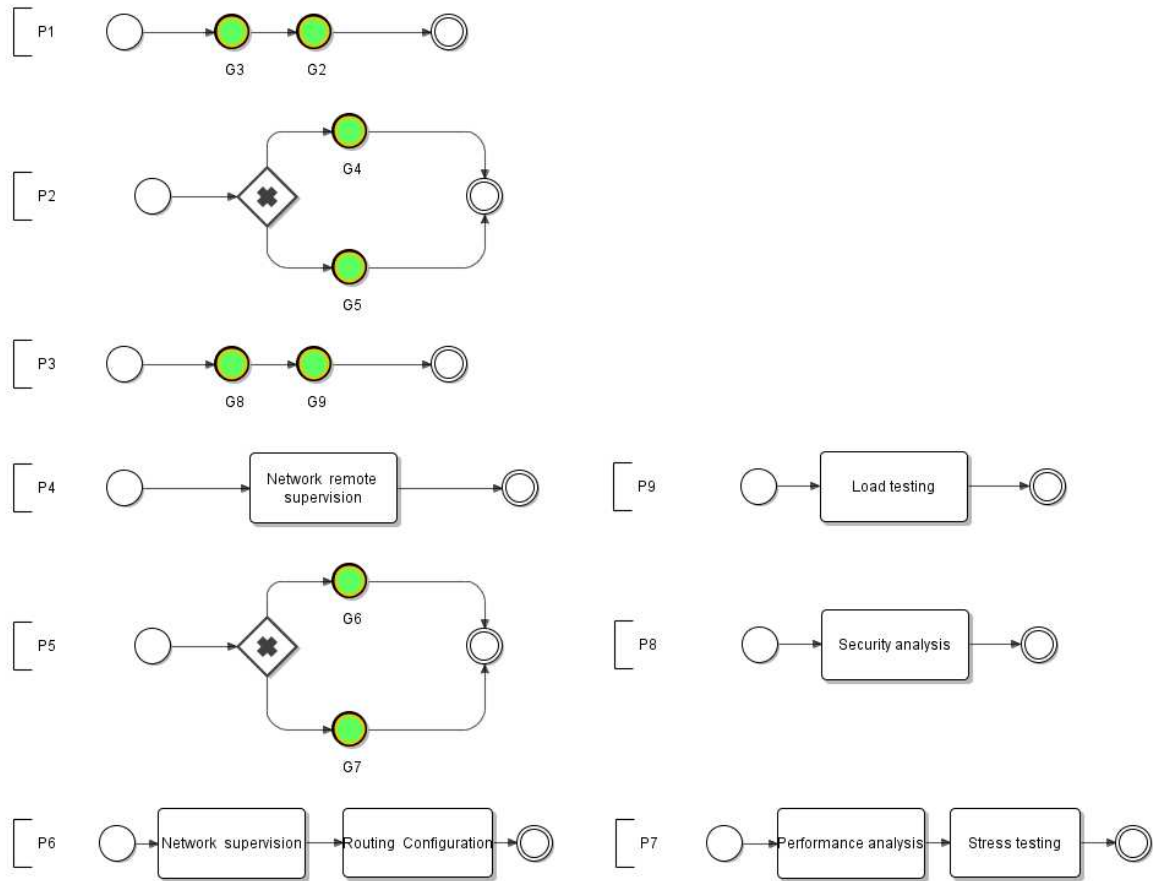 P1
G3
G2
G4
P2
G5
P3
G8
G9
P4
Network remote
supervision
P9
Load testing
G6
P5
P8
Security analysis
G7
P6
Network supervision
Routing Configuration
P7
Performance analysis
Stress testing